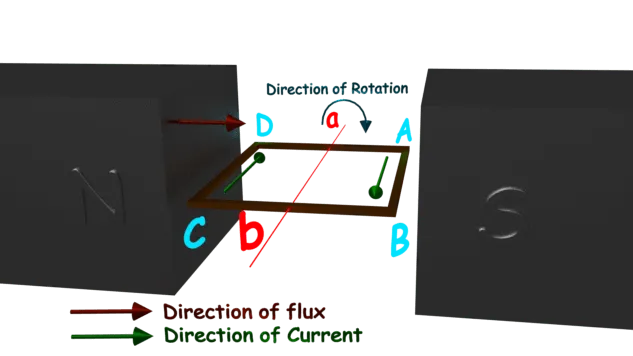 Direction of Rotation
a
D
A
N
S
C
b
B
Direction of flux
Direction of Current